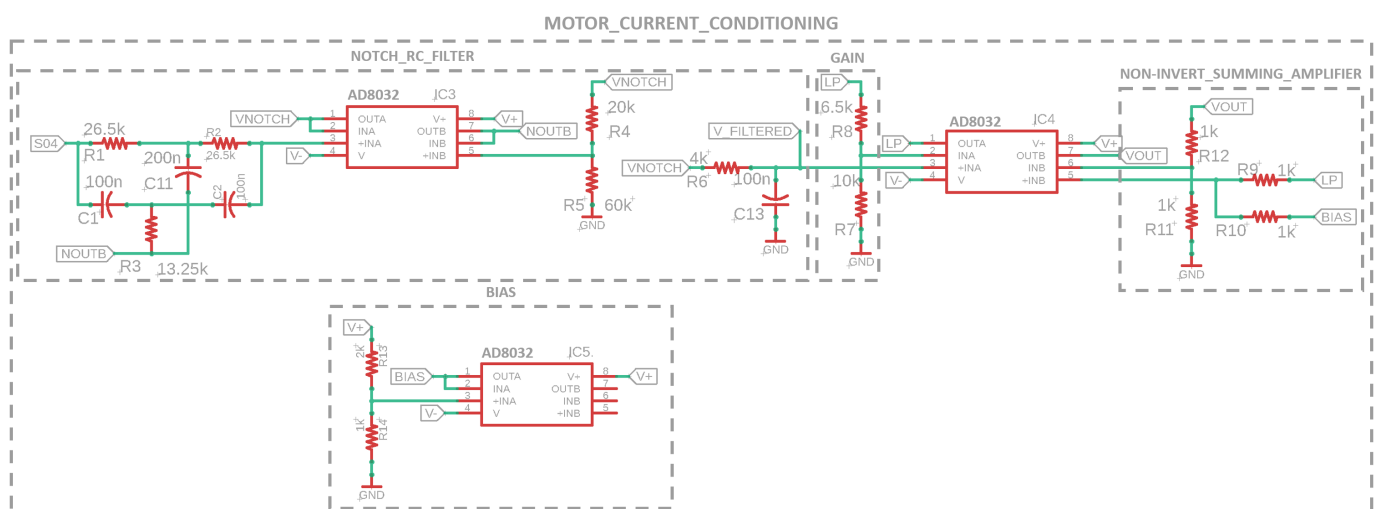 MOTOR_CURRENT_CONDITIONING
NOTCH_RC_FILTER
S04
26.5k
R1
100n
C1
200n
C11
R2
26.5k
C2
100n
NOUTB
R3
13.25k
VNOTCH
V-
AD8032
IC3
1 OUTA V+ 8
2 INA OUTB 7
3 +INA INB 6
4 V +INB 5
V+
NOUTB
VNOTCH
20k
R4
R5
60k
GND
VNOTCH
4k
R6
V_FILTERED
100n
C13
GND
GAIN
LP
6.5k
R8
10k
R7
GND
LP
V-
AD8032
IC4
1 OUTA V+ 8
2 INA OUTB 7
3 +INA INB 6
4 V +INB 5
V+
VOUT
NON-INVERT_SUMMING_AMPLIFIER
VOUT
1k
R12
1k
R11
GND
R9
1k
LP
R10
1k
BIAS
BIAS
V+
2k
R13
1k
R14
GND
BIAS
V-
AD8032
IC5
1 OUTA V+ 8
2 INA OUTB 7
3 +INA INB 6
4 V +INB 5
V+